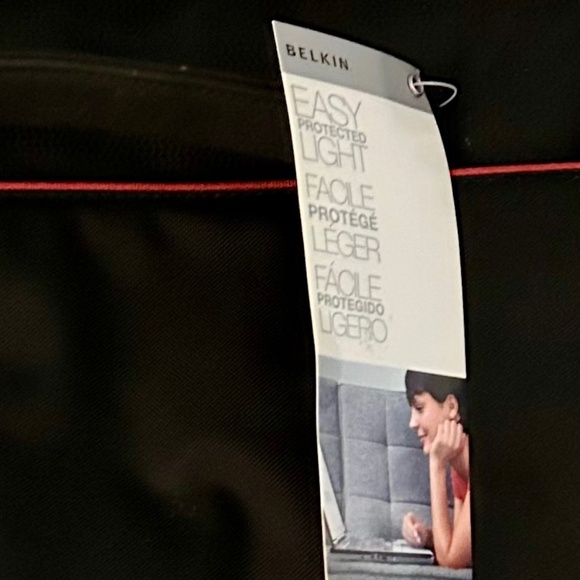 BELKIN
EASY
PROTECTED
LIGHT
FACILE
PROTÉGÉ
LÉGER
FÁCILE
PROTEGIDO
LIGERO